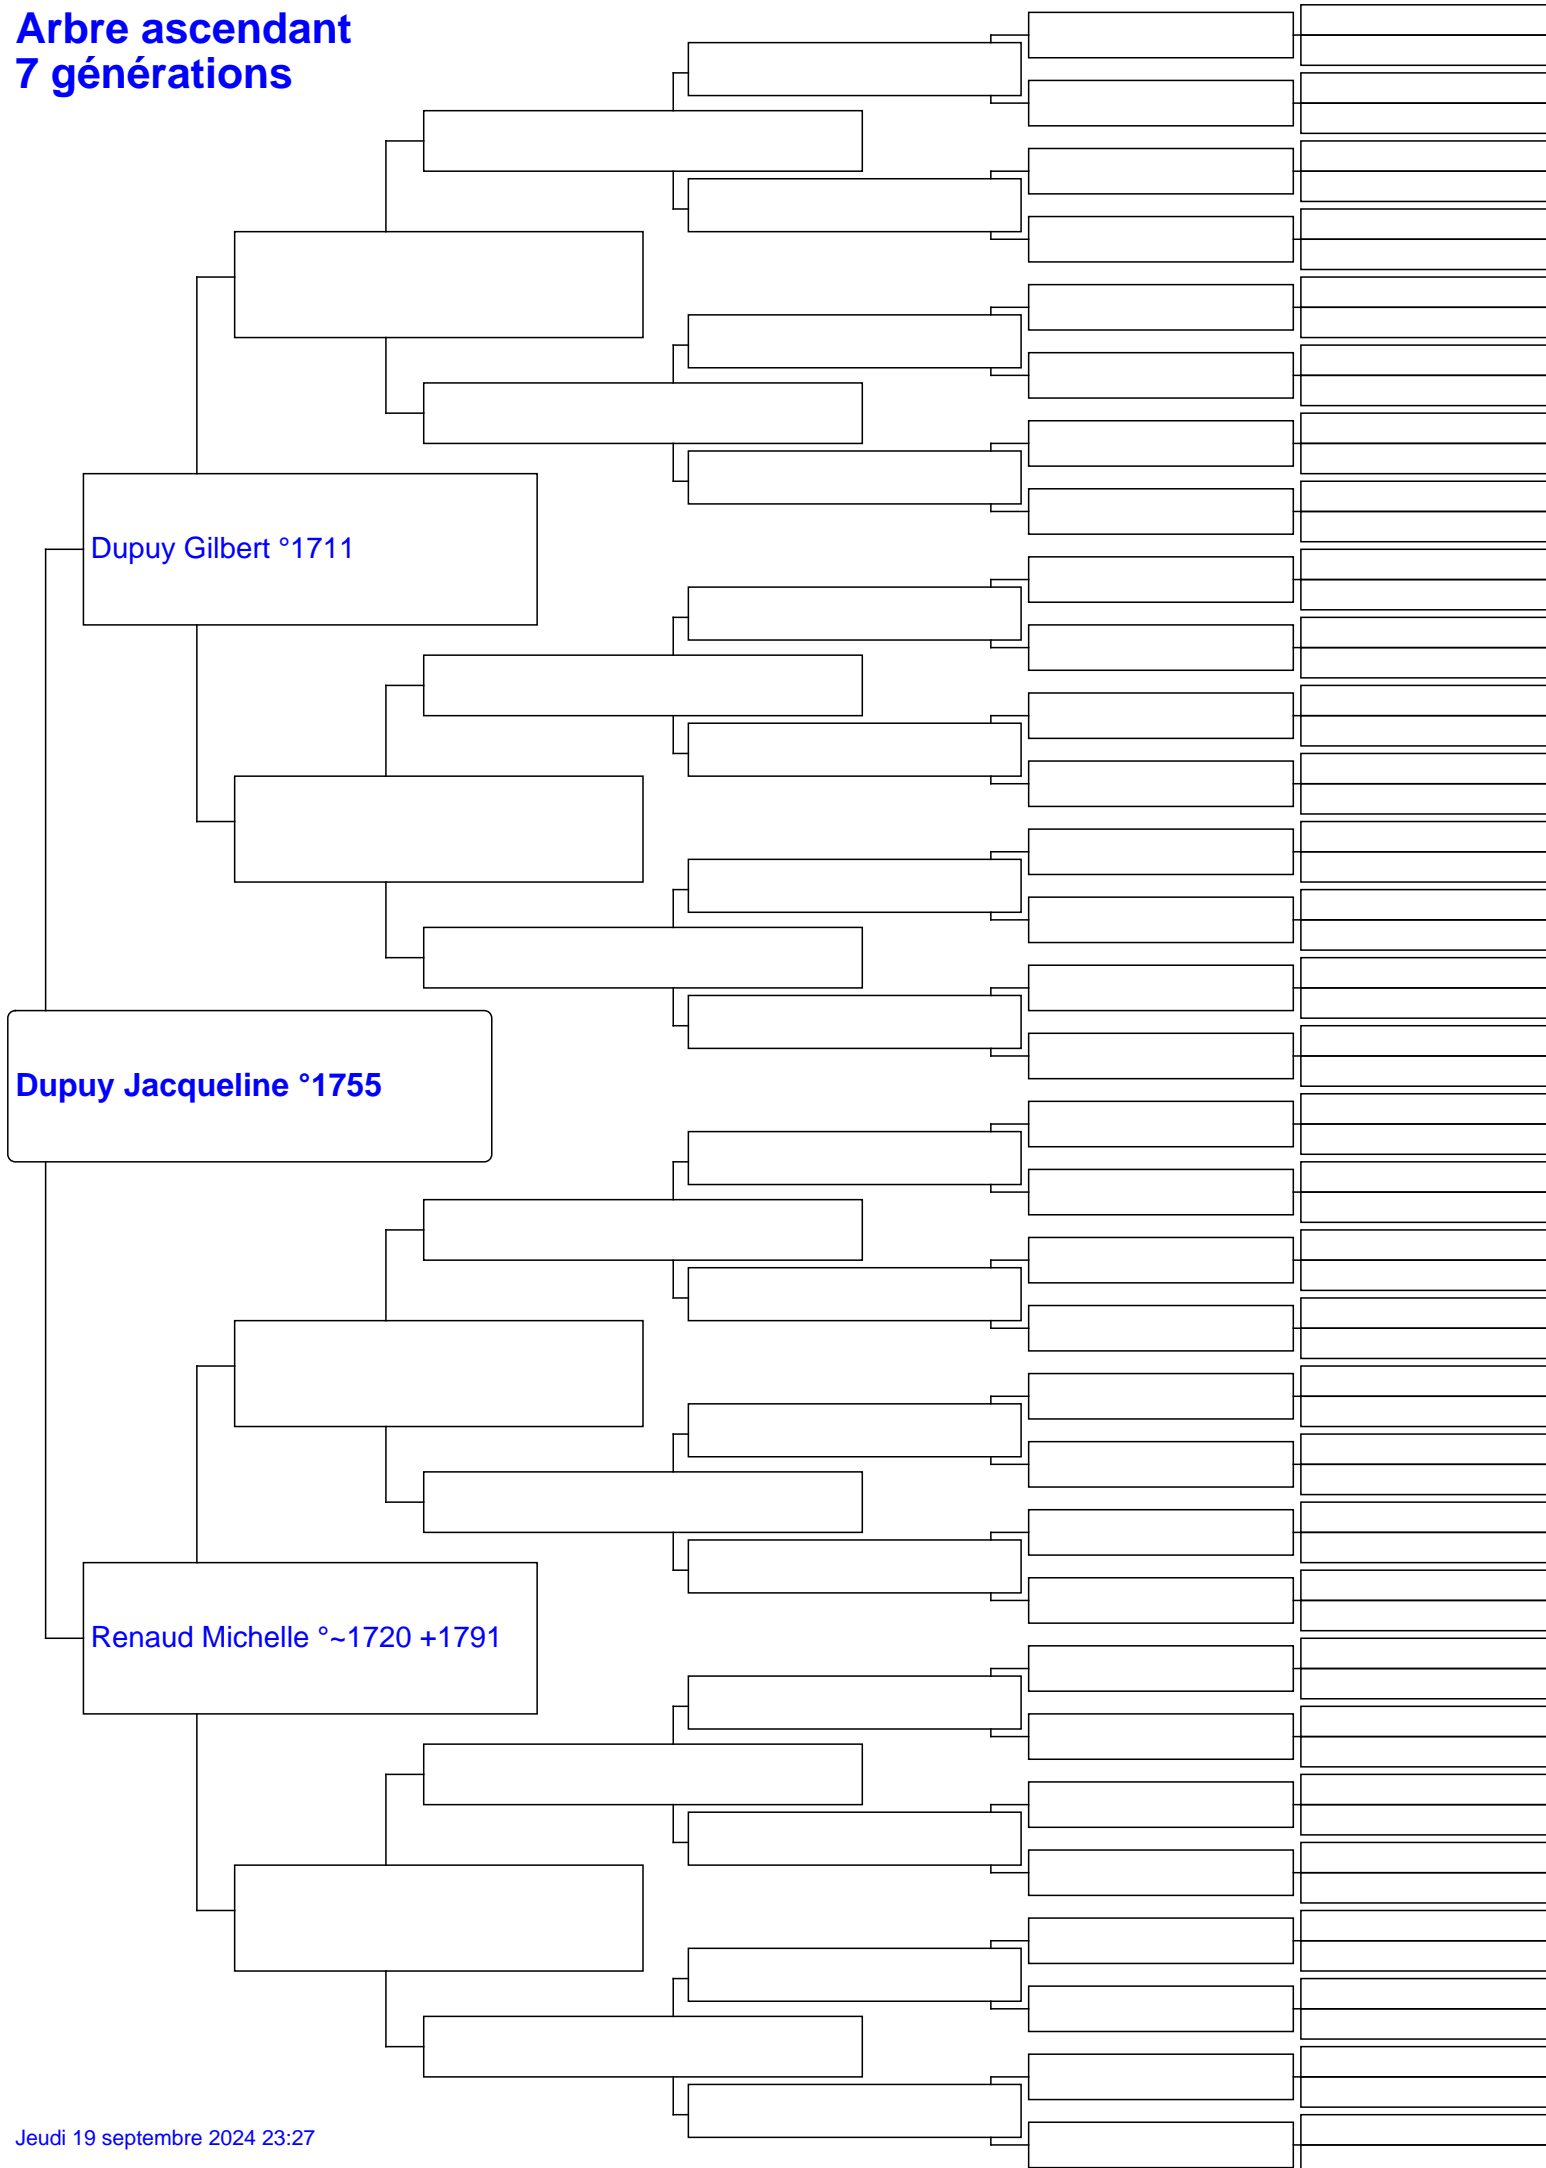 Arbre ascendant
7 générations
Dupuy Gilbert °1711
Dupuy Jacqueline °1755
Renaud Michelle °~1720 +1791
Jeudi 19 septembre 2024 23:27